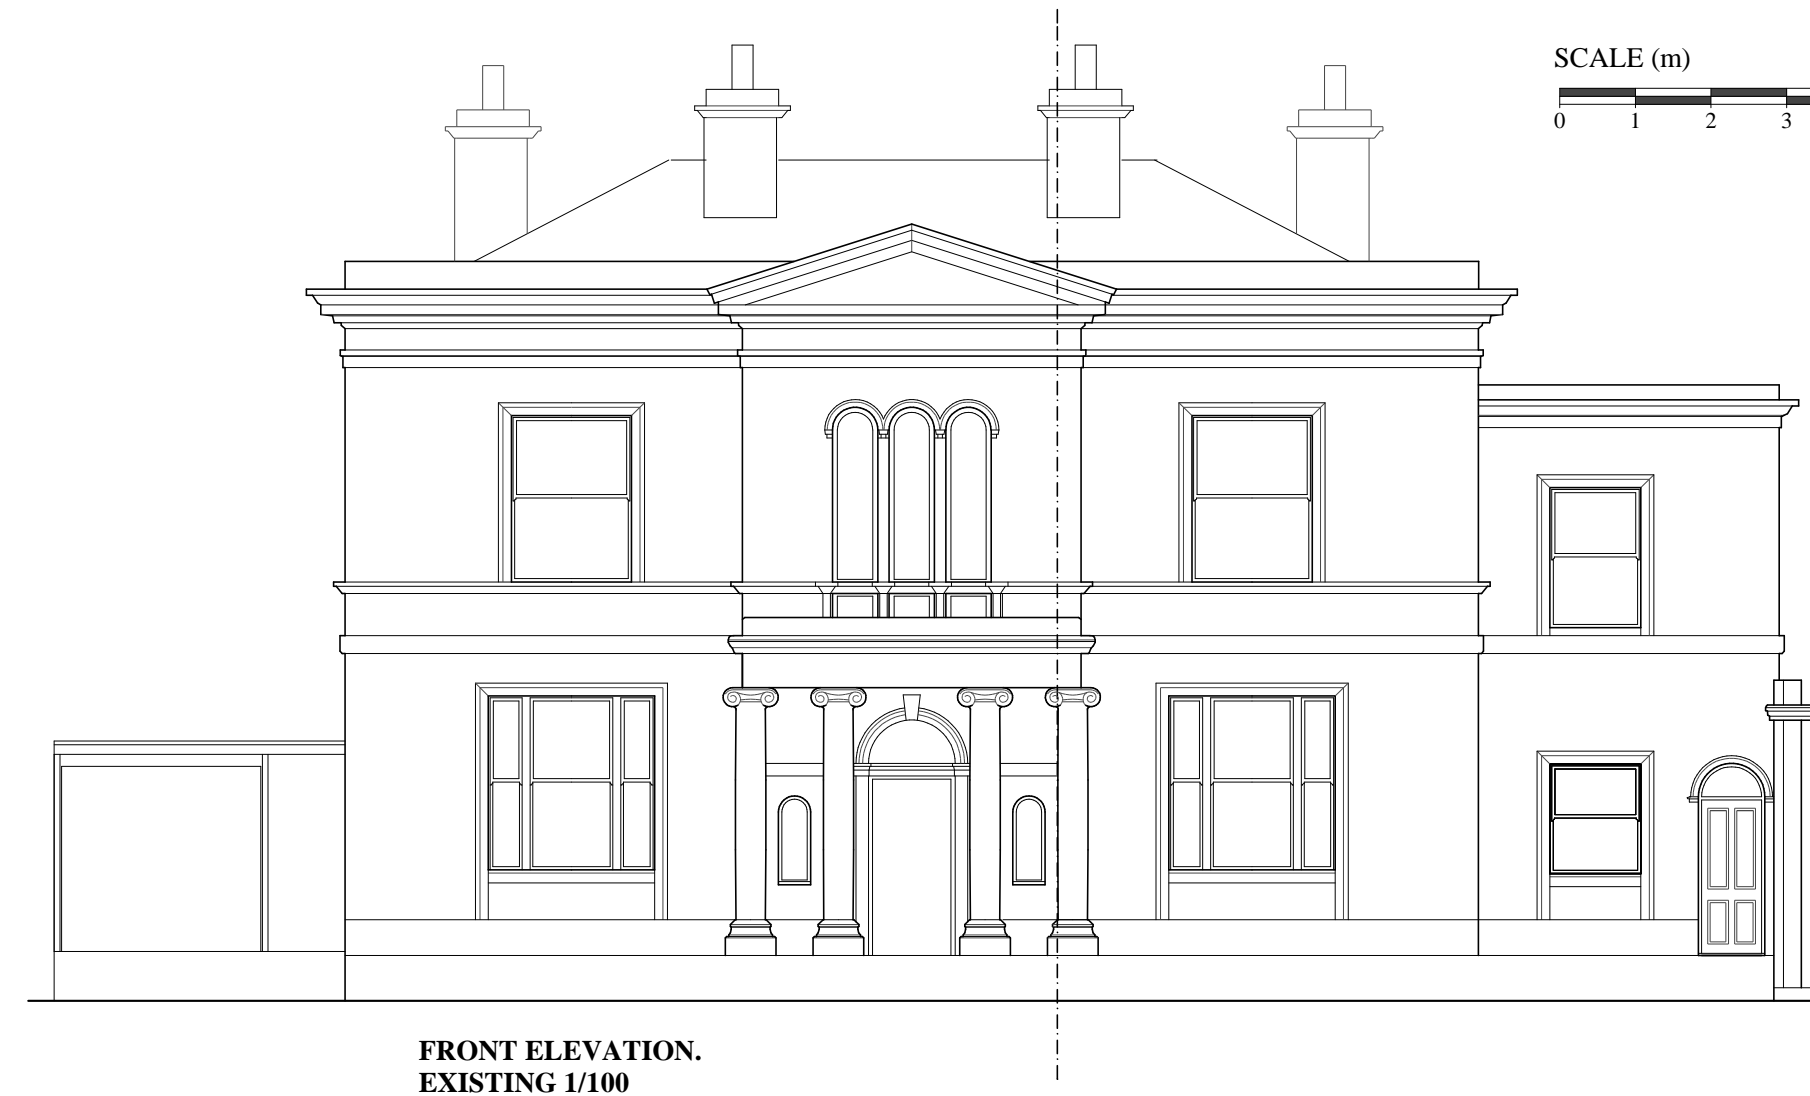 SCALE (m)
0 1 2 3
FRONT ELEVATION.
EXISTING 1/100